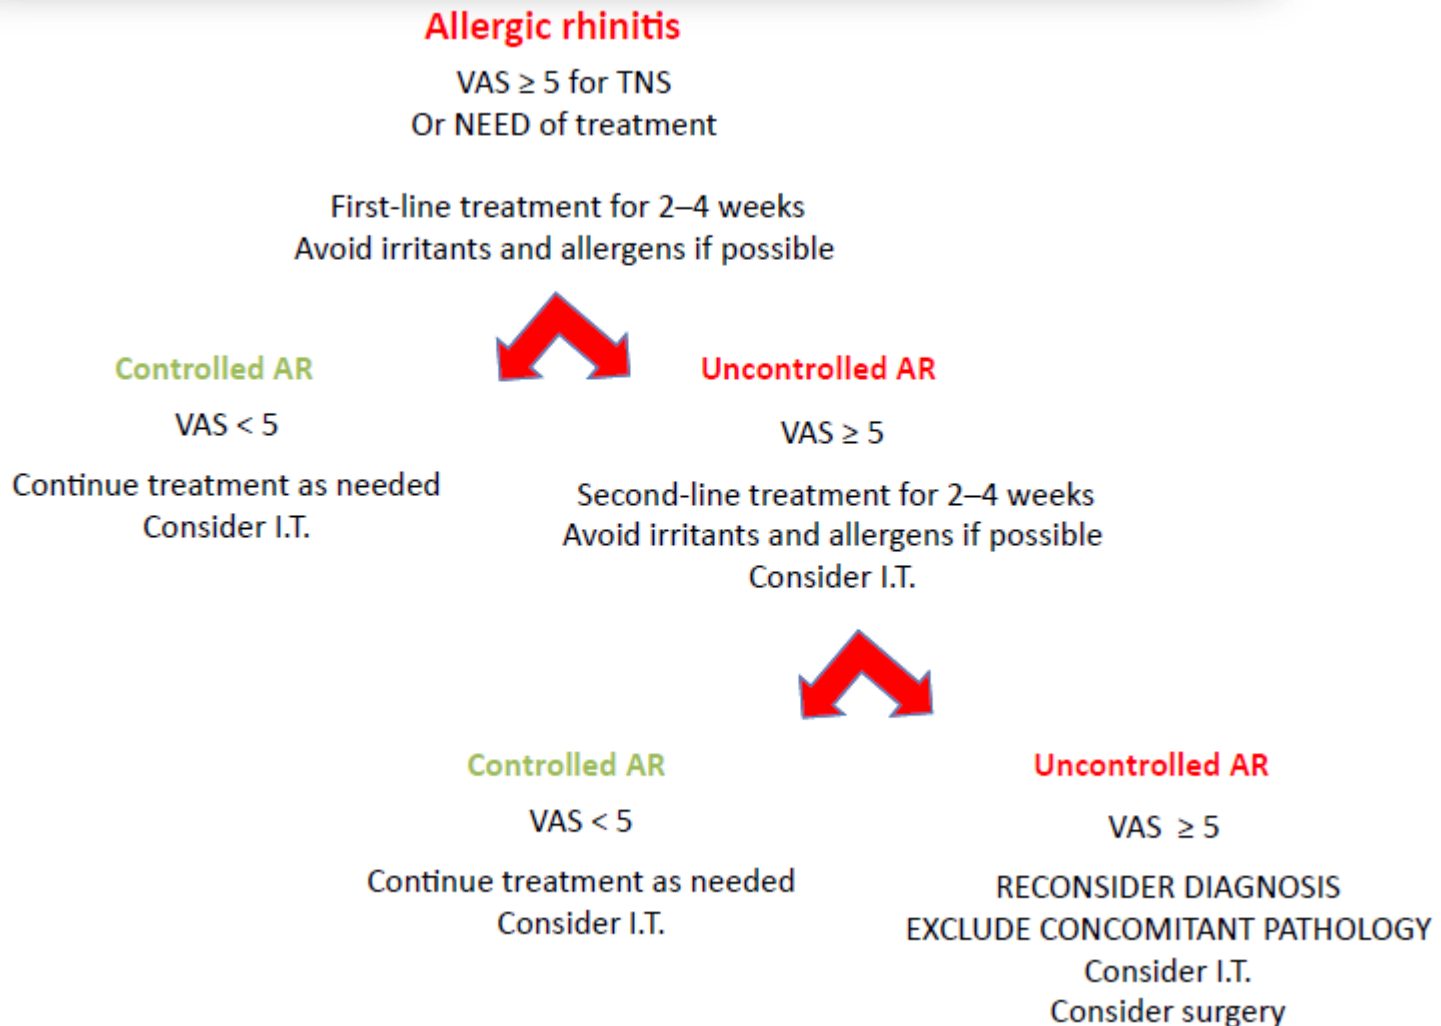 Allergic rhinitis
VAS ≥ 5 for TNS
Or NEED of treatment
First-line treatment for 2–4 weeks
Avoid irritants and allergens if possible
Controlled AR
VAS < 5
Continue treatment as needed
Consider I.T.
Uncontrolled AR
VAS ≥ 5
Second-line treatment for 2–4 weeks
Avoid irritants and allergens if possible
Consider I.T.
Controlled AR
VAS < 5
Continue treatment as needed
Consider I.T.
Uncontrolled AR
VAS ≥ 5
RECONSIDER DIAGNOSIS
EXCLUDE CONCOMITANT PATHOLOGY
Consider I.T.
Consider surgery